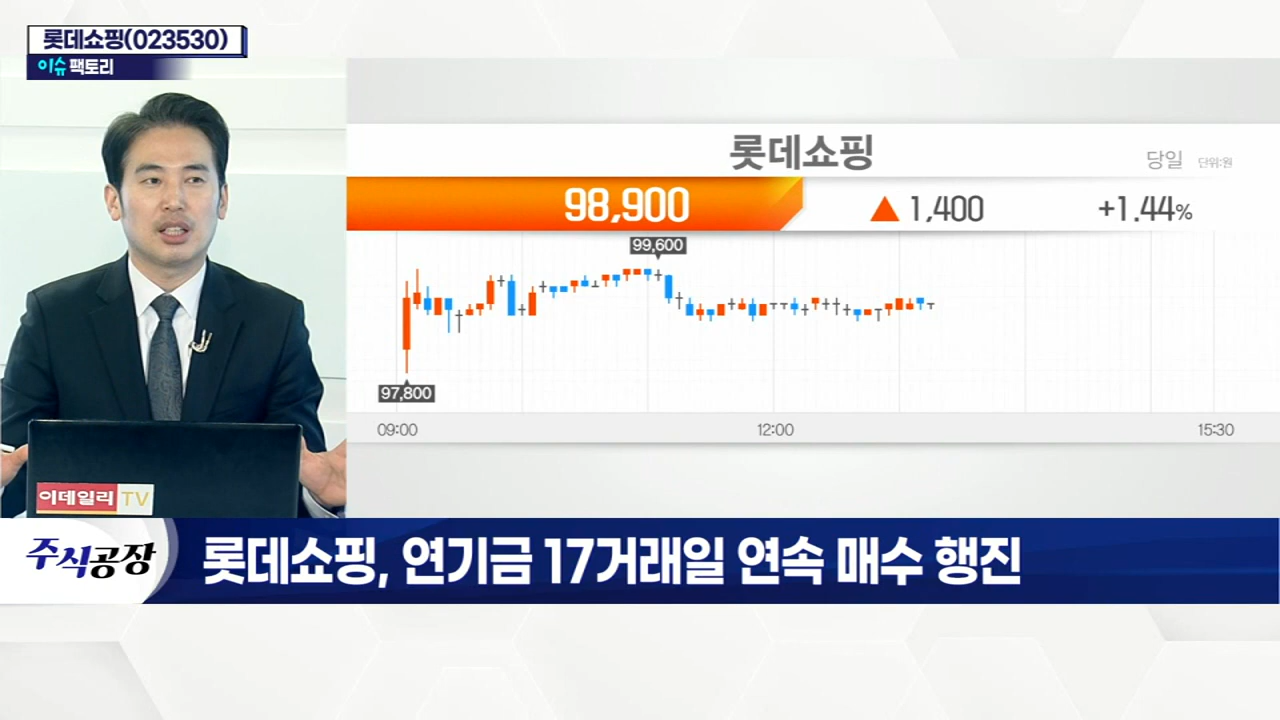 롯데쇼핑(023530)
이슈 팩토리
롯데쇼핑
당일 단위:원
98,900 ▲ 1,400 +1.44%
99,600
97,800
09:00 12:00 15:30
이데일리 TV
주식공장
롯데쇼핑, 연기금 17거래일 연속 매수 행진